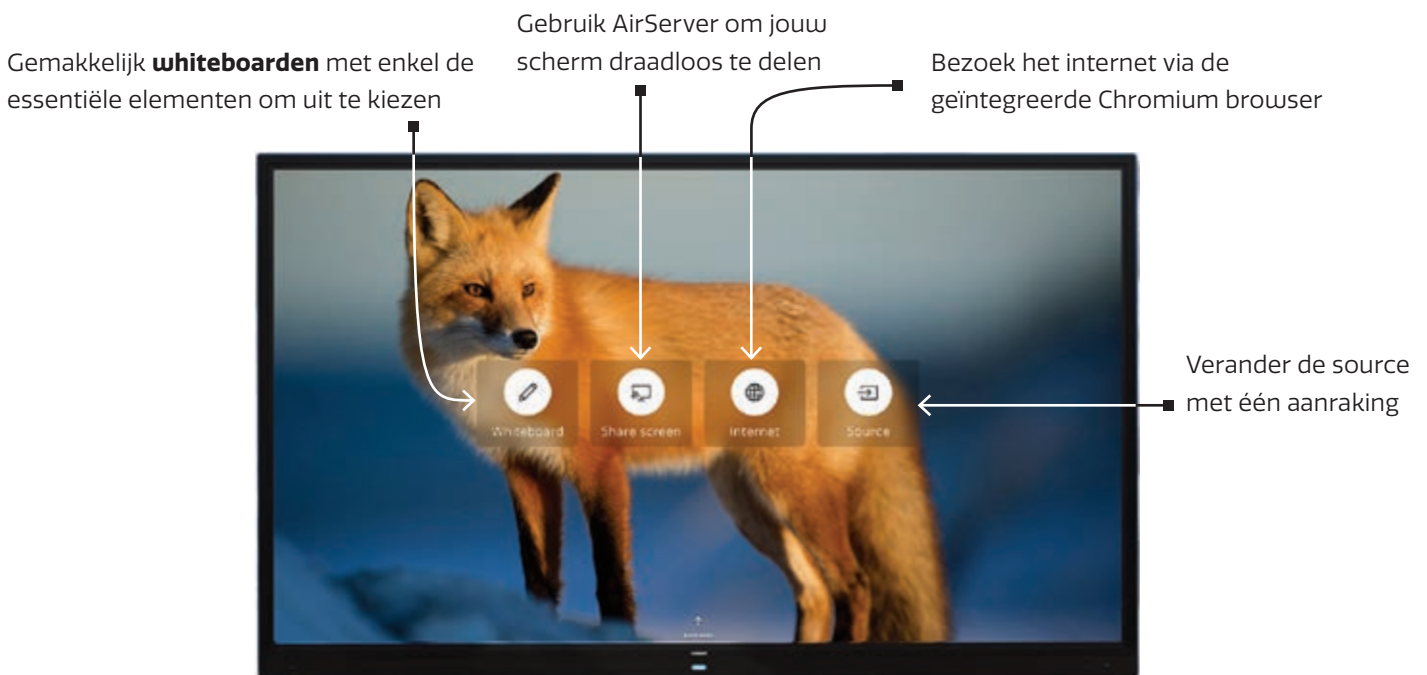 Gebruik AirServer om jouw
scherm draadloos te delen
Gemakkelijk whiteboarden met enkel de
essentiële elementen om uit te kiezen
Bezoek het internet via de
geïntegreerde Chromium browser
Verander de source
met één aanraking
Whiteboard
Share screen
Internet
Source